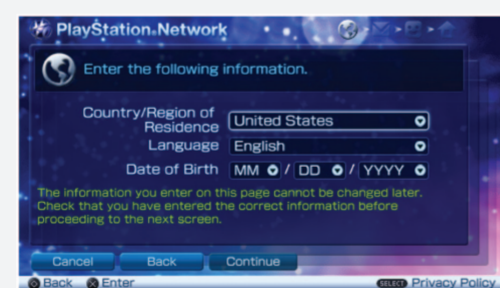 PlayStation®Network
Enter the following information.
Country/Region of
Residence
United States
Language
English
Date of Birth
MM / DD / YYYY
The information you enter on this page cannot be changed later.
Check that you have entered the correct information before
proceeding to the next screen.
Cancel Back Continue
Back Enter SELECT Privacy Policy